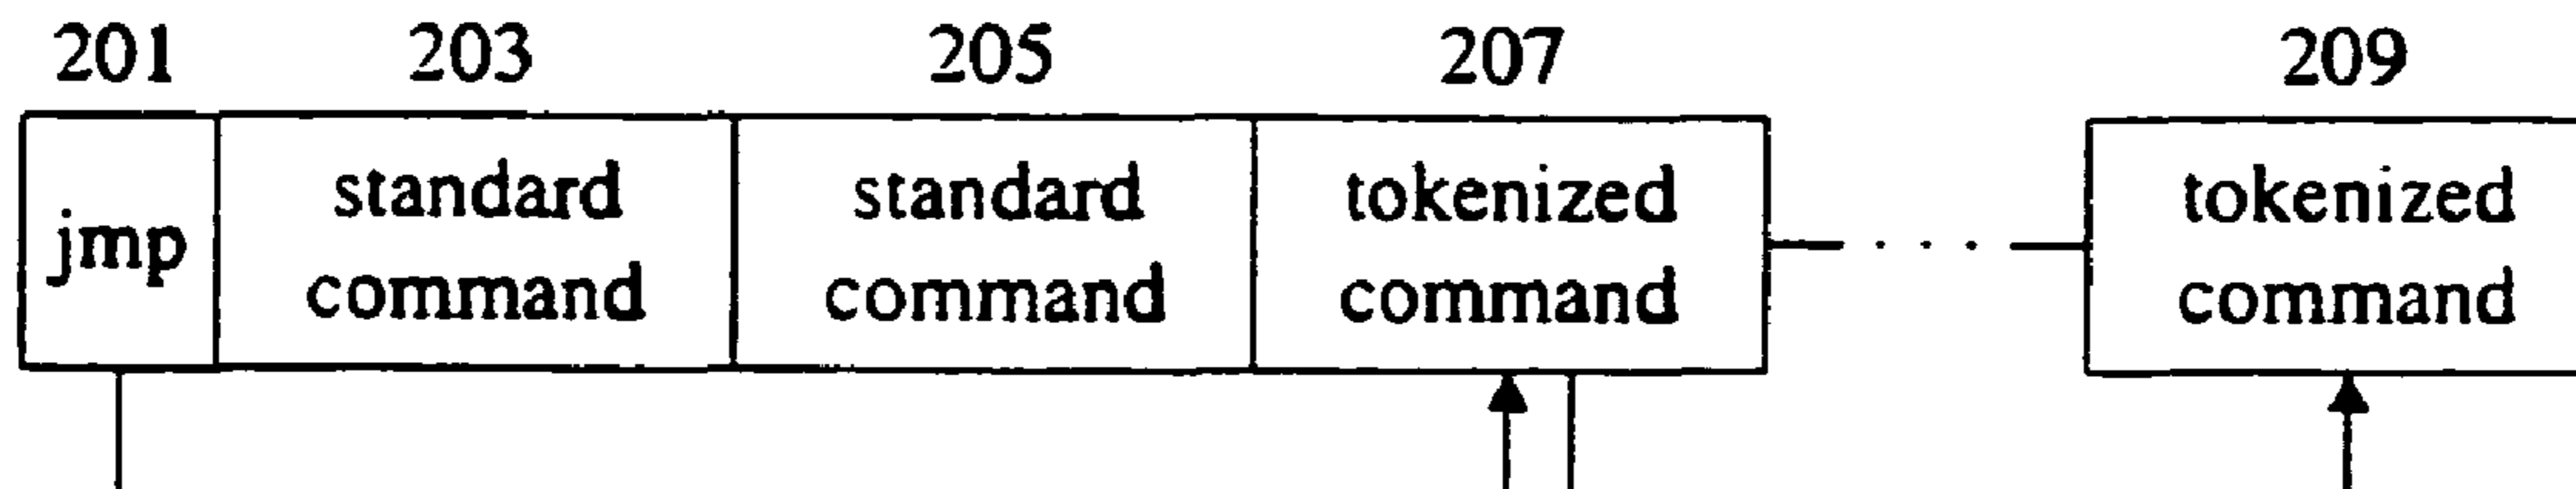 201 203 205 207 209
jmp
standard
command
standard
command
tokenized
command
tokenized
command